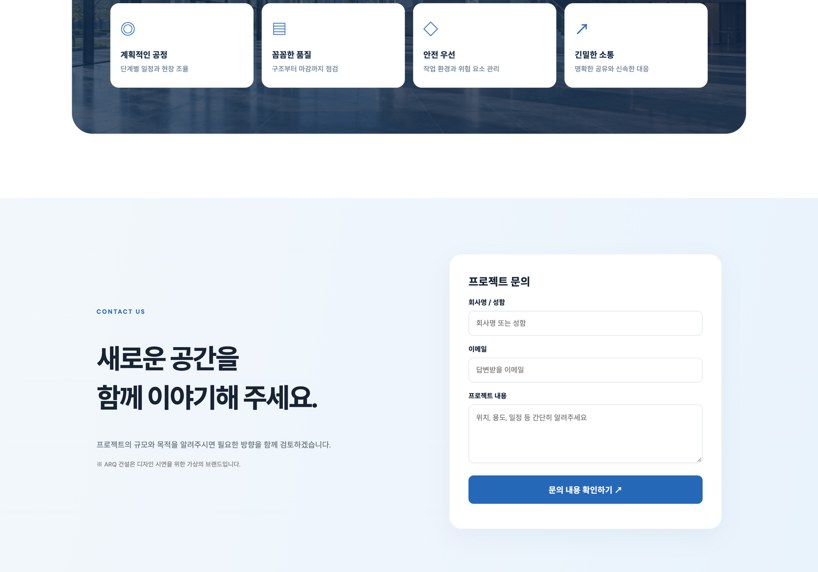 계획적인 공정
단계별 일정과 현장 조율
꼼꼼한 품질
구조부터 마감까지 점검
안전 우선
작업 환경과 위험 요소 관리
긴밀한 소통
명확한 공유와 신속한 대응
CONTACT US
새로운 공간을
함께 이야기해 주세요.
프로젝트의 규모와 목적을 알려주시면 필요한 방향을 함께 검토하겠습니다.
※ ARQ 건설은 디자인 시연을 위한 가상의 브랜드입니다.
프로젝트 문의
회사명 / 성함
회사명 또는 성함
이메일
답변받을 이메일
프로젝트 내용
위치, 용도, 일정 등 간단히 알려주세요
문의 내용 확인하기 ↗